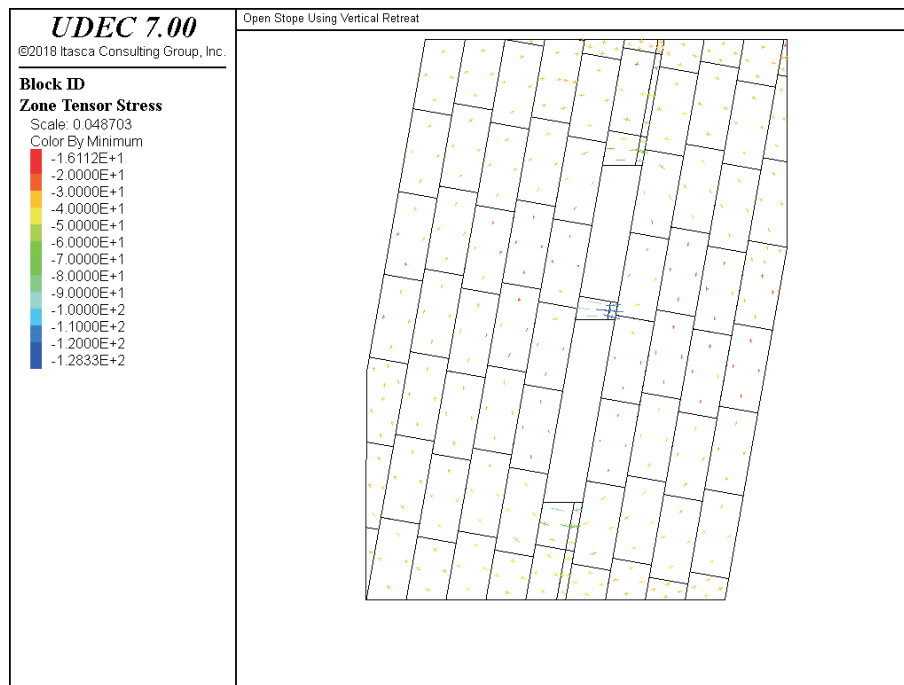 UDEC 7.00
©2018 Itasca Consulting Group, Inc.
Block ID
Zone Tensor Stress
Scale: 0.048703
Color By Minimum
-1.6112E+1
-2.0000E+1
-3.0000E+1
-4.0000E+1
-5.0000E+1
-6.0000E+1
-7.0000E+1
-8.0000E+1
-9.0000E+1
-1.0000E+2
-1.1000E+2
-1.2000E+2
-1.2833E+2
Open Stope Using Vertical Retreat